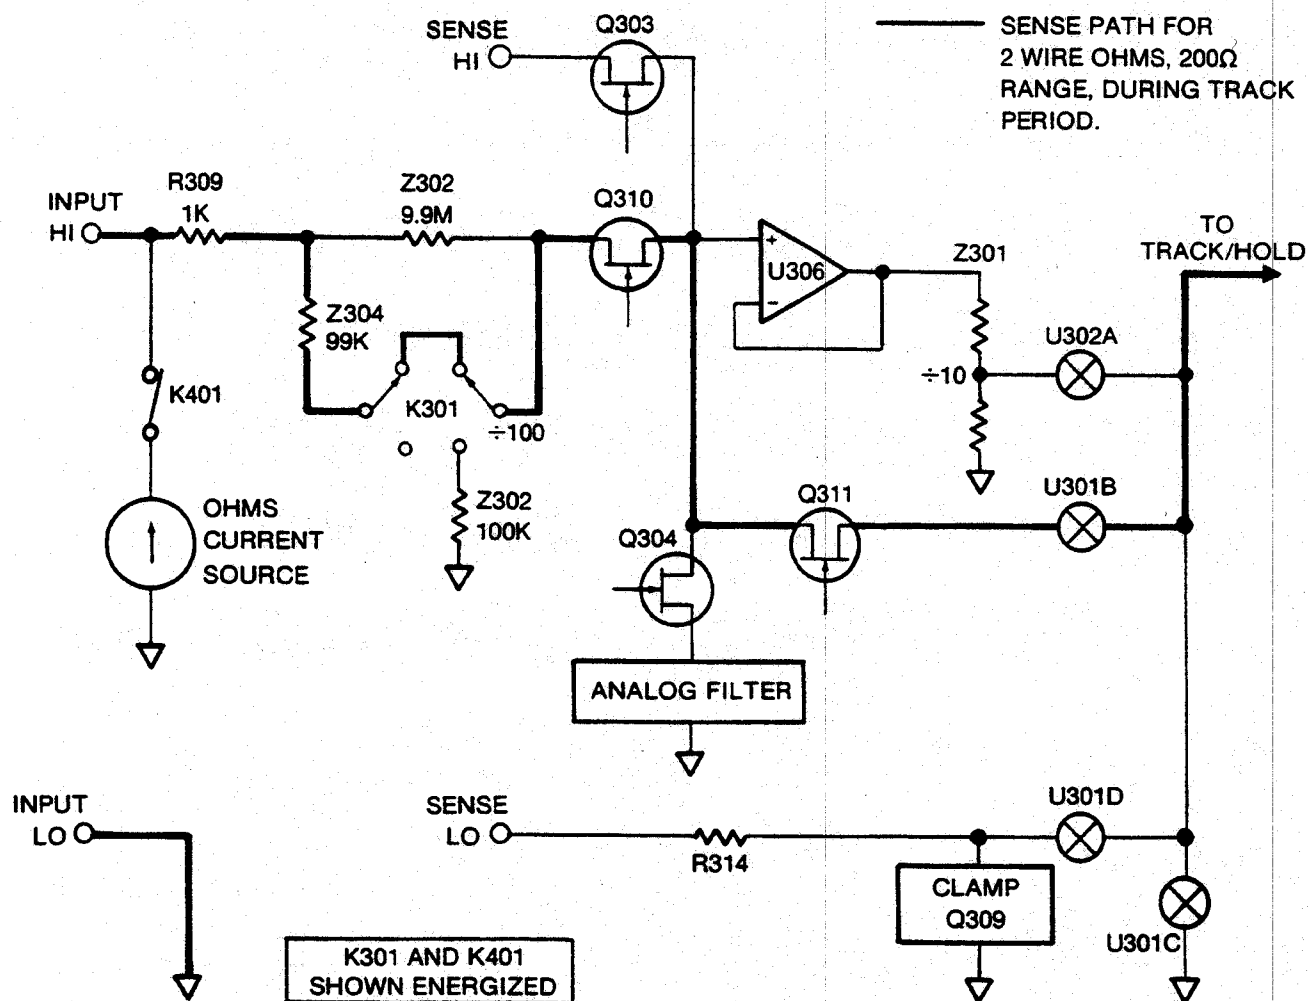 SENSE
HI
Q303
SENSE PATH FOR
2 WIRE OHMS, 200Ω
RANGE, DURING TRACK
PERIOD.
INPUT
HI
R309
1K
Z302
9.9M
Q310
+
−
U306
Z301
TO
TRACK/HOLD
Z304
99K
K401
K301
÷100
÷10
U302A
Z302
100K
OHMS
CURRENT
SOURCE
Q304
Q311
U301B
ANALOG FILTER
INPUT
LO
SENSE
LO
R314
U301D
CLAMP
Q309
U301C
K301 AND K401
SHOWN ENERGIZED